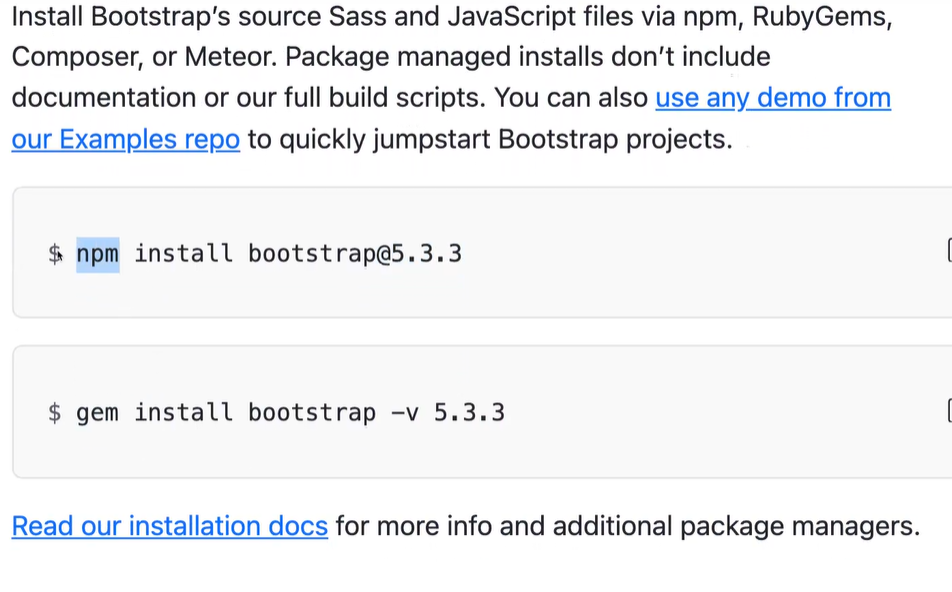 Install Bootstrap’s source Sass and JavaScript files via npm, RubyGems,
Composer, or Meteor. Package managed installs don’t include
documentation or our full build scripts. You can also use any demo from
our Examples repo to quickly jumpstart Bootstrap projects.
$ npm install bootstrap@5.3.3
$ gem install bootstrap -v 5.3.3
Read our installation docs for more info and additional package managers.